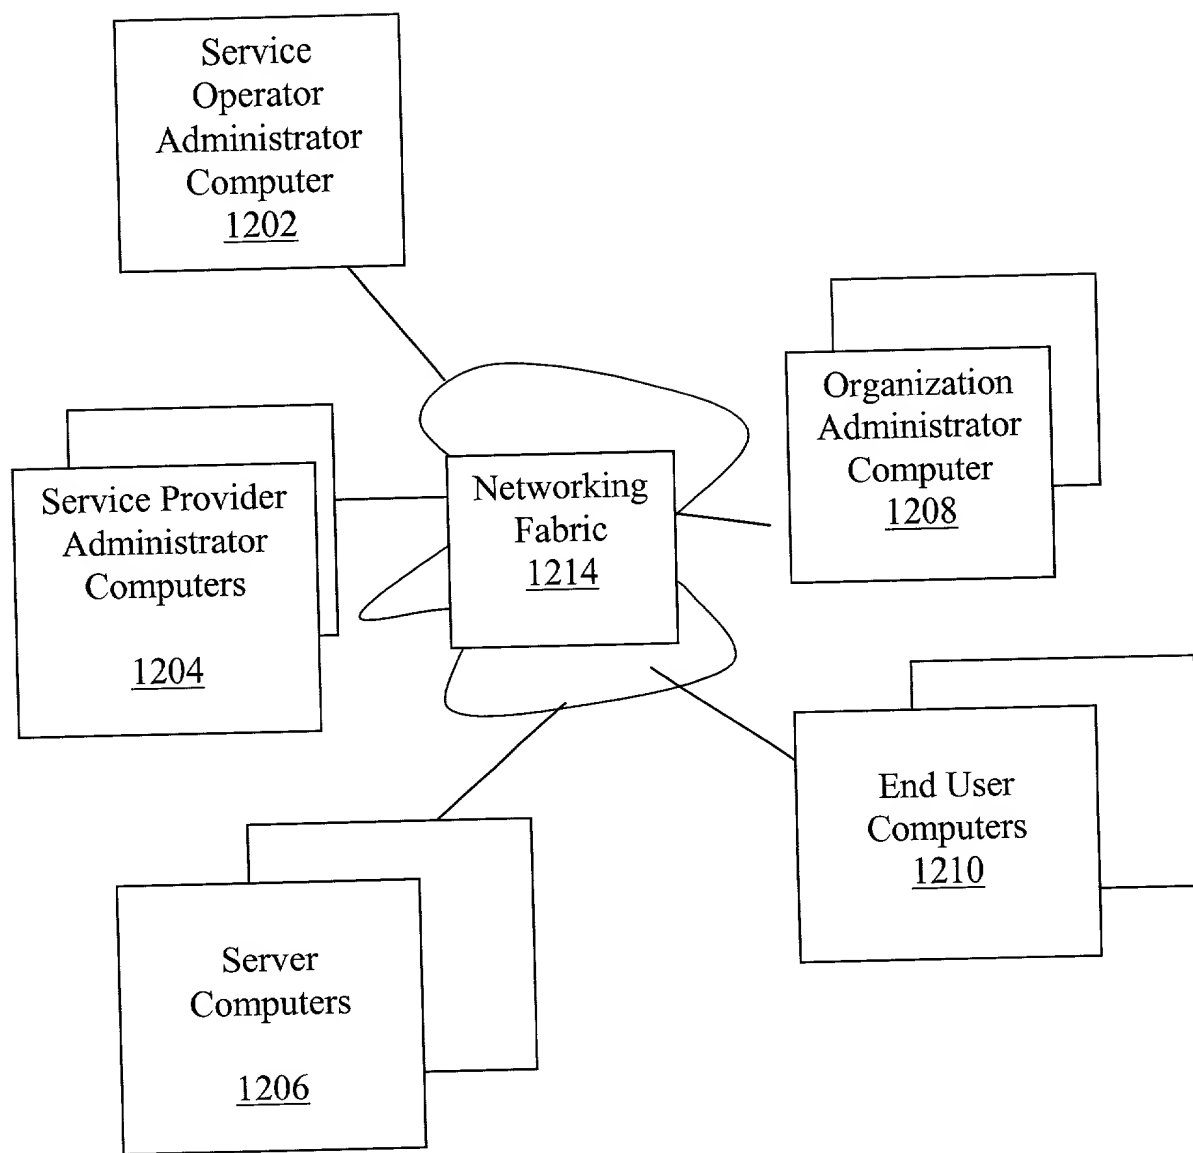 Service
Operator
Administrator
Computer
1202
Organization
Administrator
Computer
1208
Service Provider
Administrator
Computers
1204
Networking
Fabric
1214
End User
Computers
1210
Server
Computers
1206